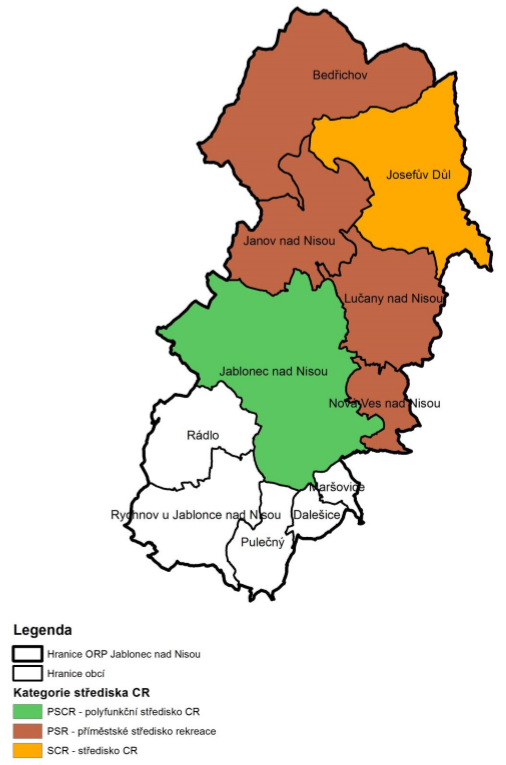 Bedřichov
Josefův Důl
Janov nad Nisou
Lučany nad Nisou
Jablonec nad Nisou
Nová Ves nad Nisou
Rádlo
Maršovice
Rychnov u Jablonce nad Nisou
Dalešice
Pulečný
Legenda
Hranice ORP Jablonec nad Nisou
Hranice obcí
Kategorie střediska CR
PSCR - polyfunkční středisko CR
PSR - příměstské středisko rekreace
SCR - středisko CR